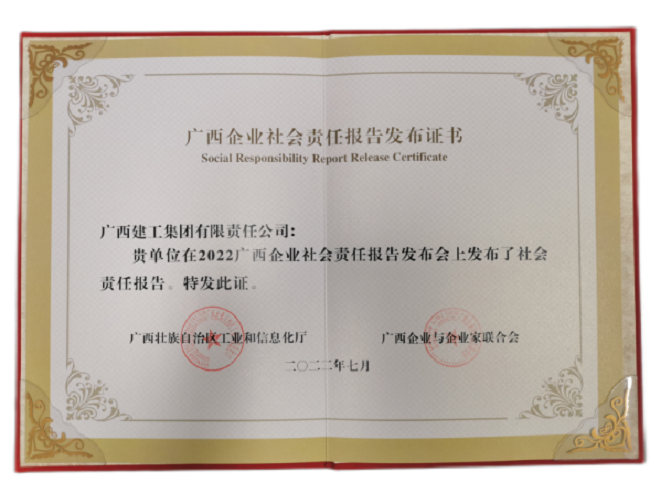 广西企业社会责任报告发布证书
Social Responsibility Report Release Certificate
广西建工集团有限责任公司：
贵单位在2022广西企业社会责任报告发布会上发布了社会
责任报告。特发此证。
广西壮族自治区工业和信息化厅
广西企业与企业家联合会
二〇二二年七月